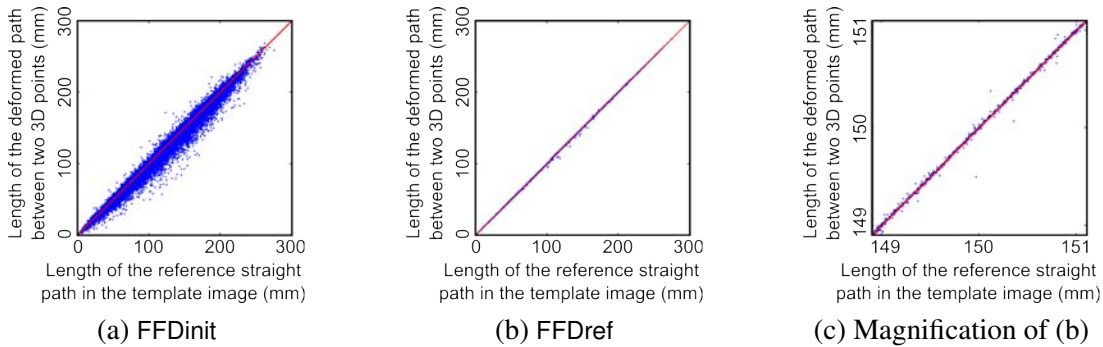 Length of the deformed path
between two 3D points (mm)
300
200
100
0
0 100 200 300
Length of the reference straight
path in the template image (mm)
(a) FFDinit
Length of the deformed path
between two 3D points (mm)
300
200
100
0
0 100 200 300
Length of the reference straight
path in the template image (mm)
(b) FFDref
Length of the deformed path
between two 3D points (mm)
151
150
149
149 150 151
Length of the reference straight
path in the template image (mm)
(c) Magnification of (b)